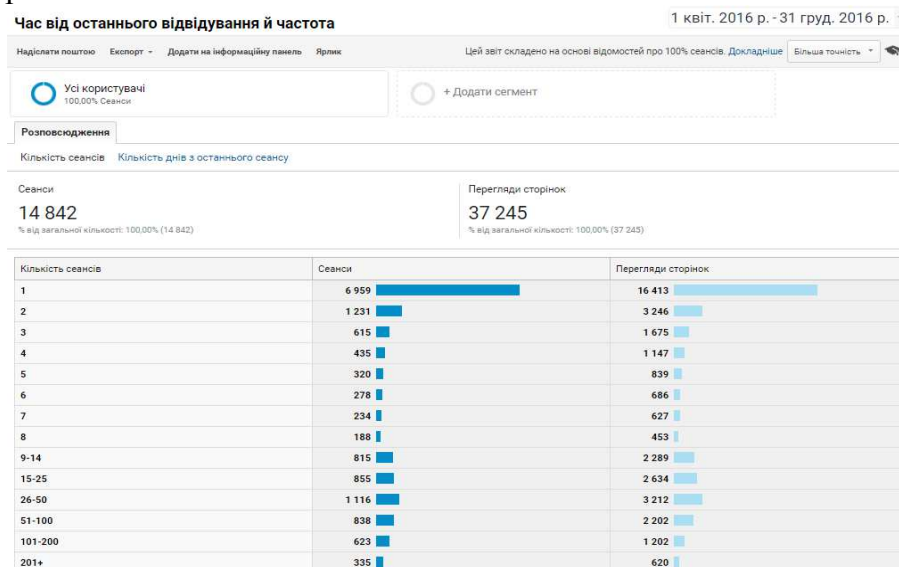 Час від останнього відвідування й частота
1 квіт. 2016 р. - 31 груд. 2016 р.
Надіслати поштою Експорт Додати на інформаційну панель Ярлик Цей звіт складено на основі відомостей про 100% сеансів. Докладніше Більша точність
Усі користувачі
100,00% Сеанси
+ Додати сегмент
Розповсюдження
Кількість сеансів Кількість днів з останнього сеансу
Сеанси Перегляди сторінок
14 842 37 245
% від загальної кількості: 100,00% (14 842) % від загальної кількості: 100,00% (37 245)
Кількість сеансів Сеанси Перегляди сторінок
1 6 959 16 413
2 1 231 3 246
3 615 1 675
4 435 1 147
5 320 839
6 278 686
7 234 627
8 188 453
9-14 815 2 289
15-25 855 2 634
26-50 1 116 3 212
51-100 838 2 202
101-200 623 1 202
201+ 335 620